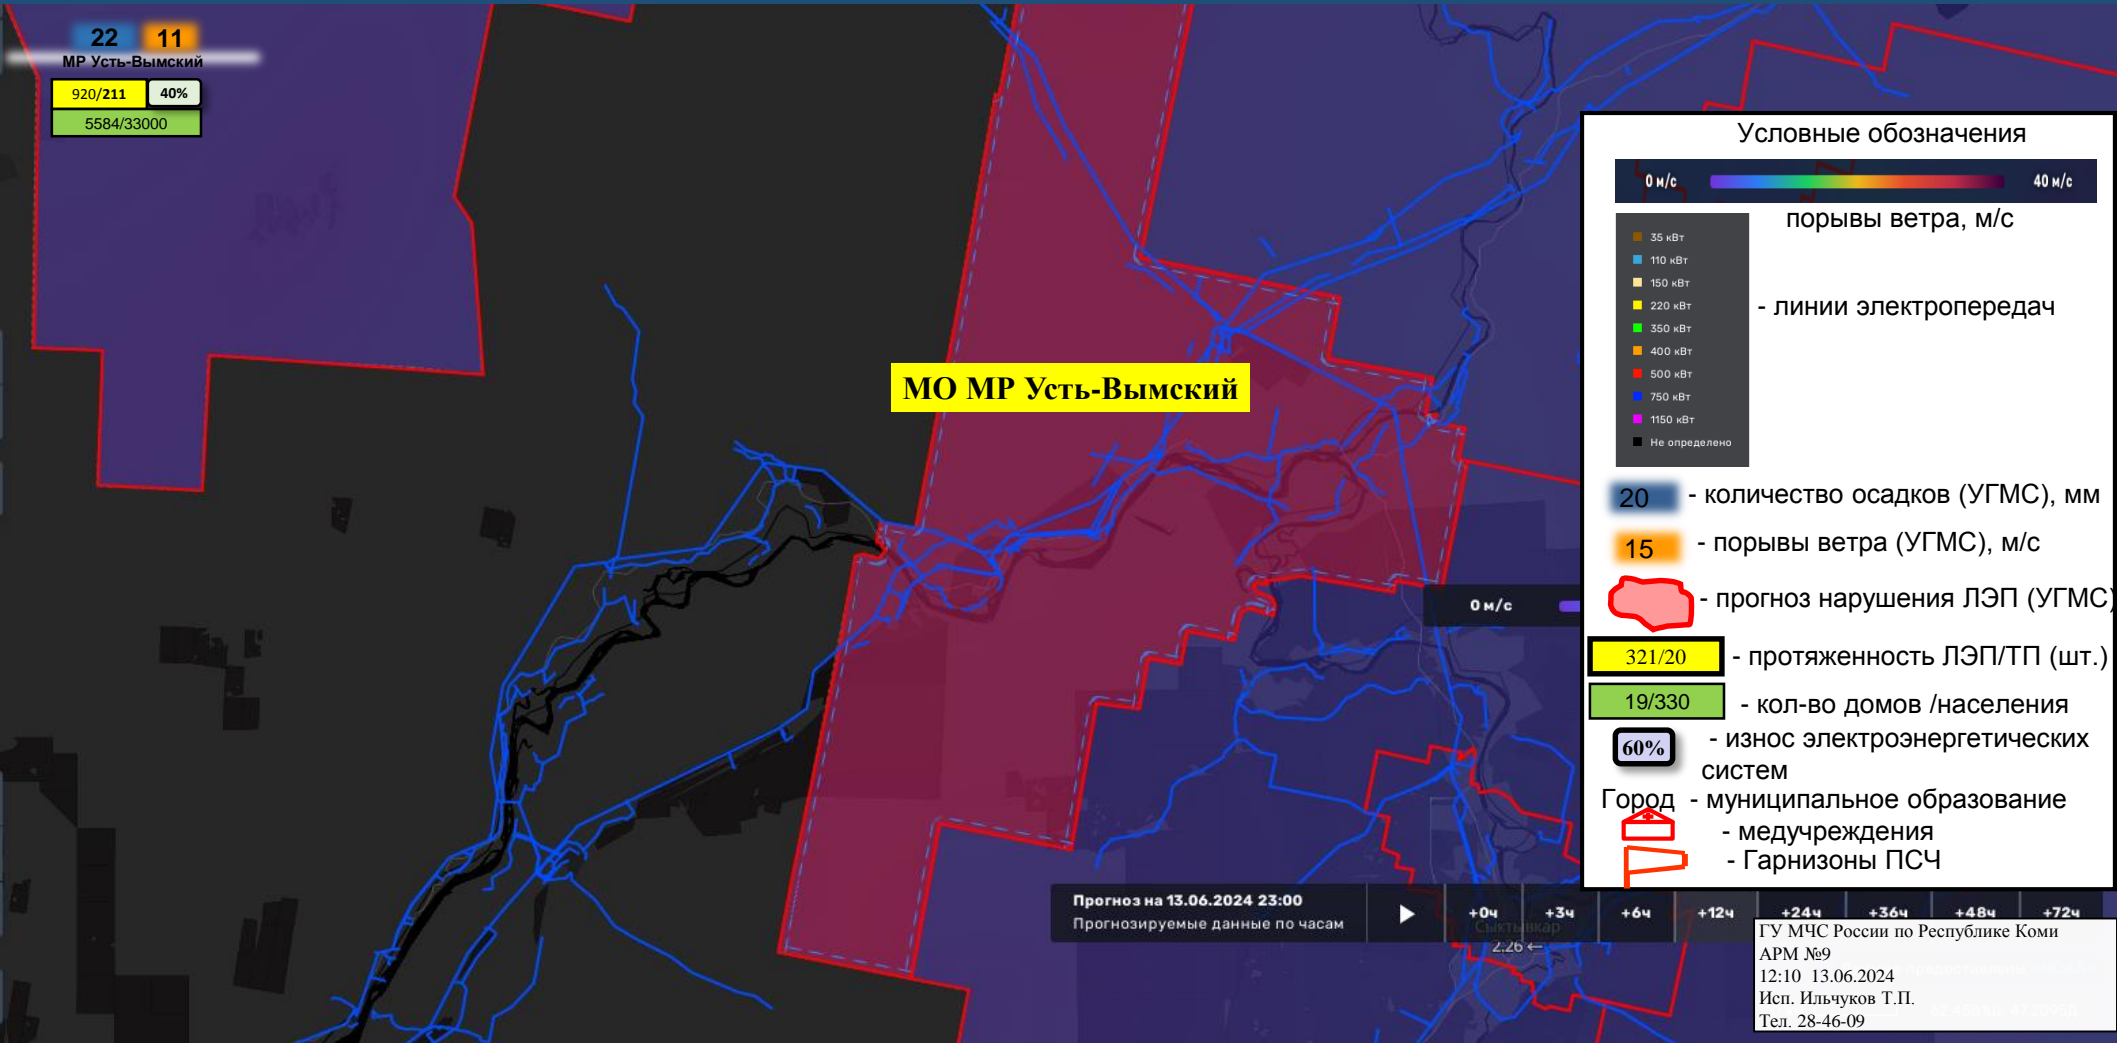 22 11
МР Усть-Вымский
920/211 40%
5584/33000
МО МР Усть-Вымский
Условные обозначения
0 м/с 40 м/с
порывы ветра, м/с
35 кВт
110 кВт
150 кВт
220 кВт
350 кВт
400 кВт
500 кВт
750 кВт
1150 кВт
Не определено
- линии электропередач
20 - количество осадков (УГМС), мм
15 - порывы ветра (УГМС), м/с
- прогноз нарушения ЛЭП (УГМС)
321/20 - протяженность ЛЭП/ТП (шт.)
19/330 - кол-во домов /населения
60% - износ электроэнергетических
систем
Город - муниципальное образование
- медучреждения
- Гарнизоны ПСЧ
0 м/с
Прогноз на 13.06.2024 23:00
Прогнозируемые данные по часам
+0ч +3ч +6ч +12ч +24ч +36ч +48ч +72ч
Сыктывкар
2.26 ←
ГУ МЧС России по Республике Коми
АРМ №9
12:10 13.06.2024
Исп. Ильчуков Т.П.
Тел. 28-46-09